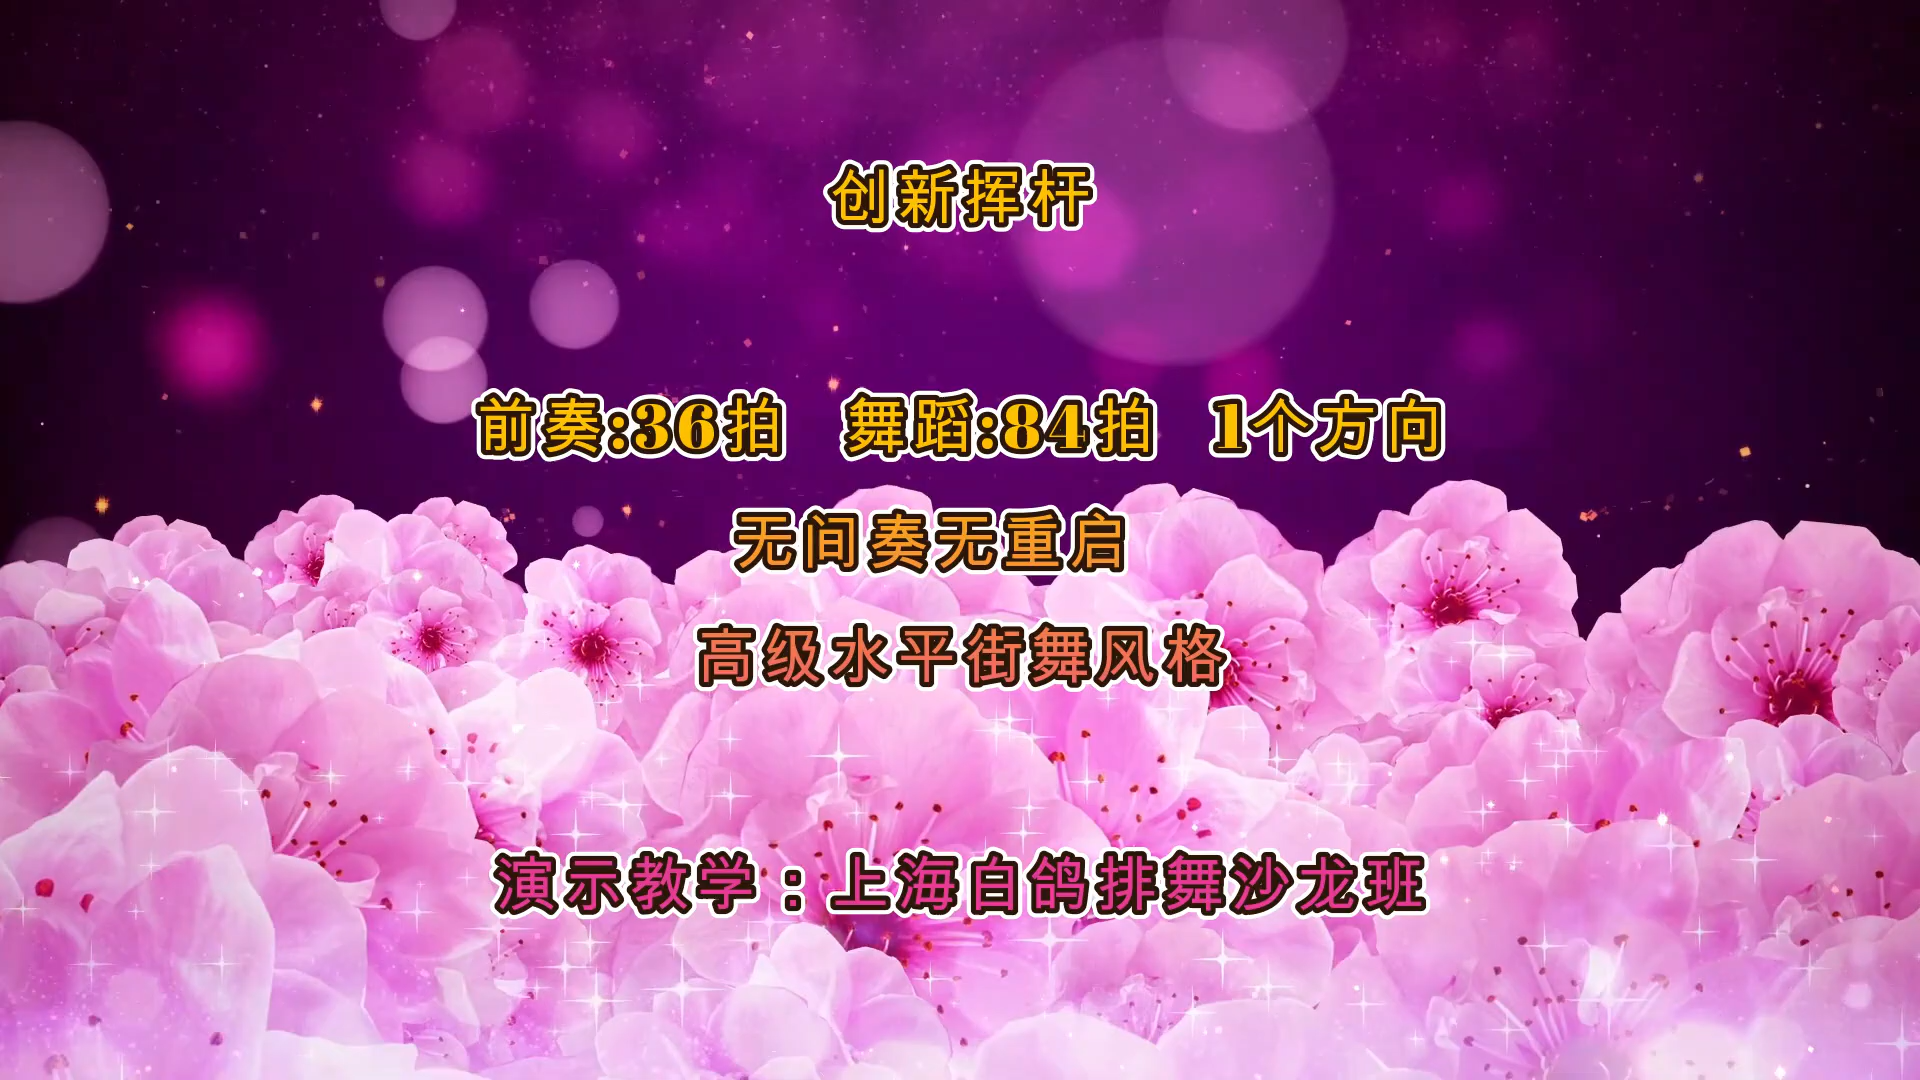 创新挥杆
前奏:36拍 舞蹈:84拍 1个方向
无间奏无重启
高级水平街舞风格
演示教学：上海白鸽排舞沙龙班